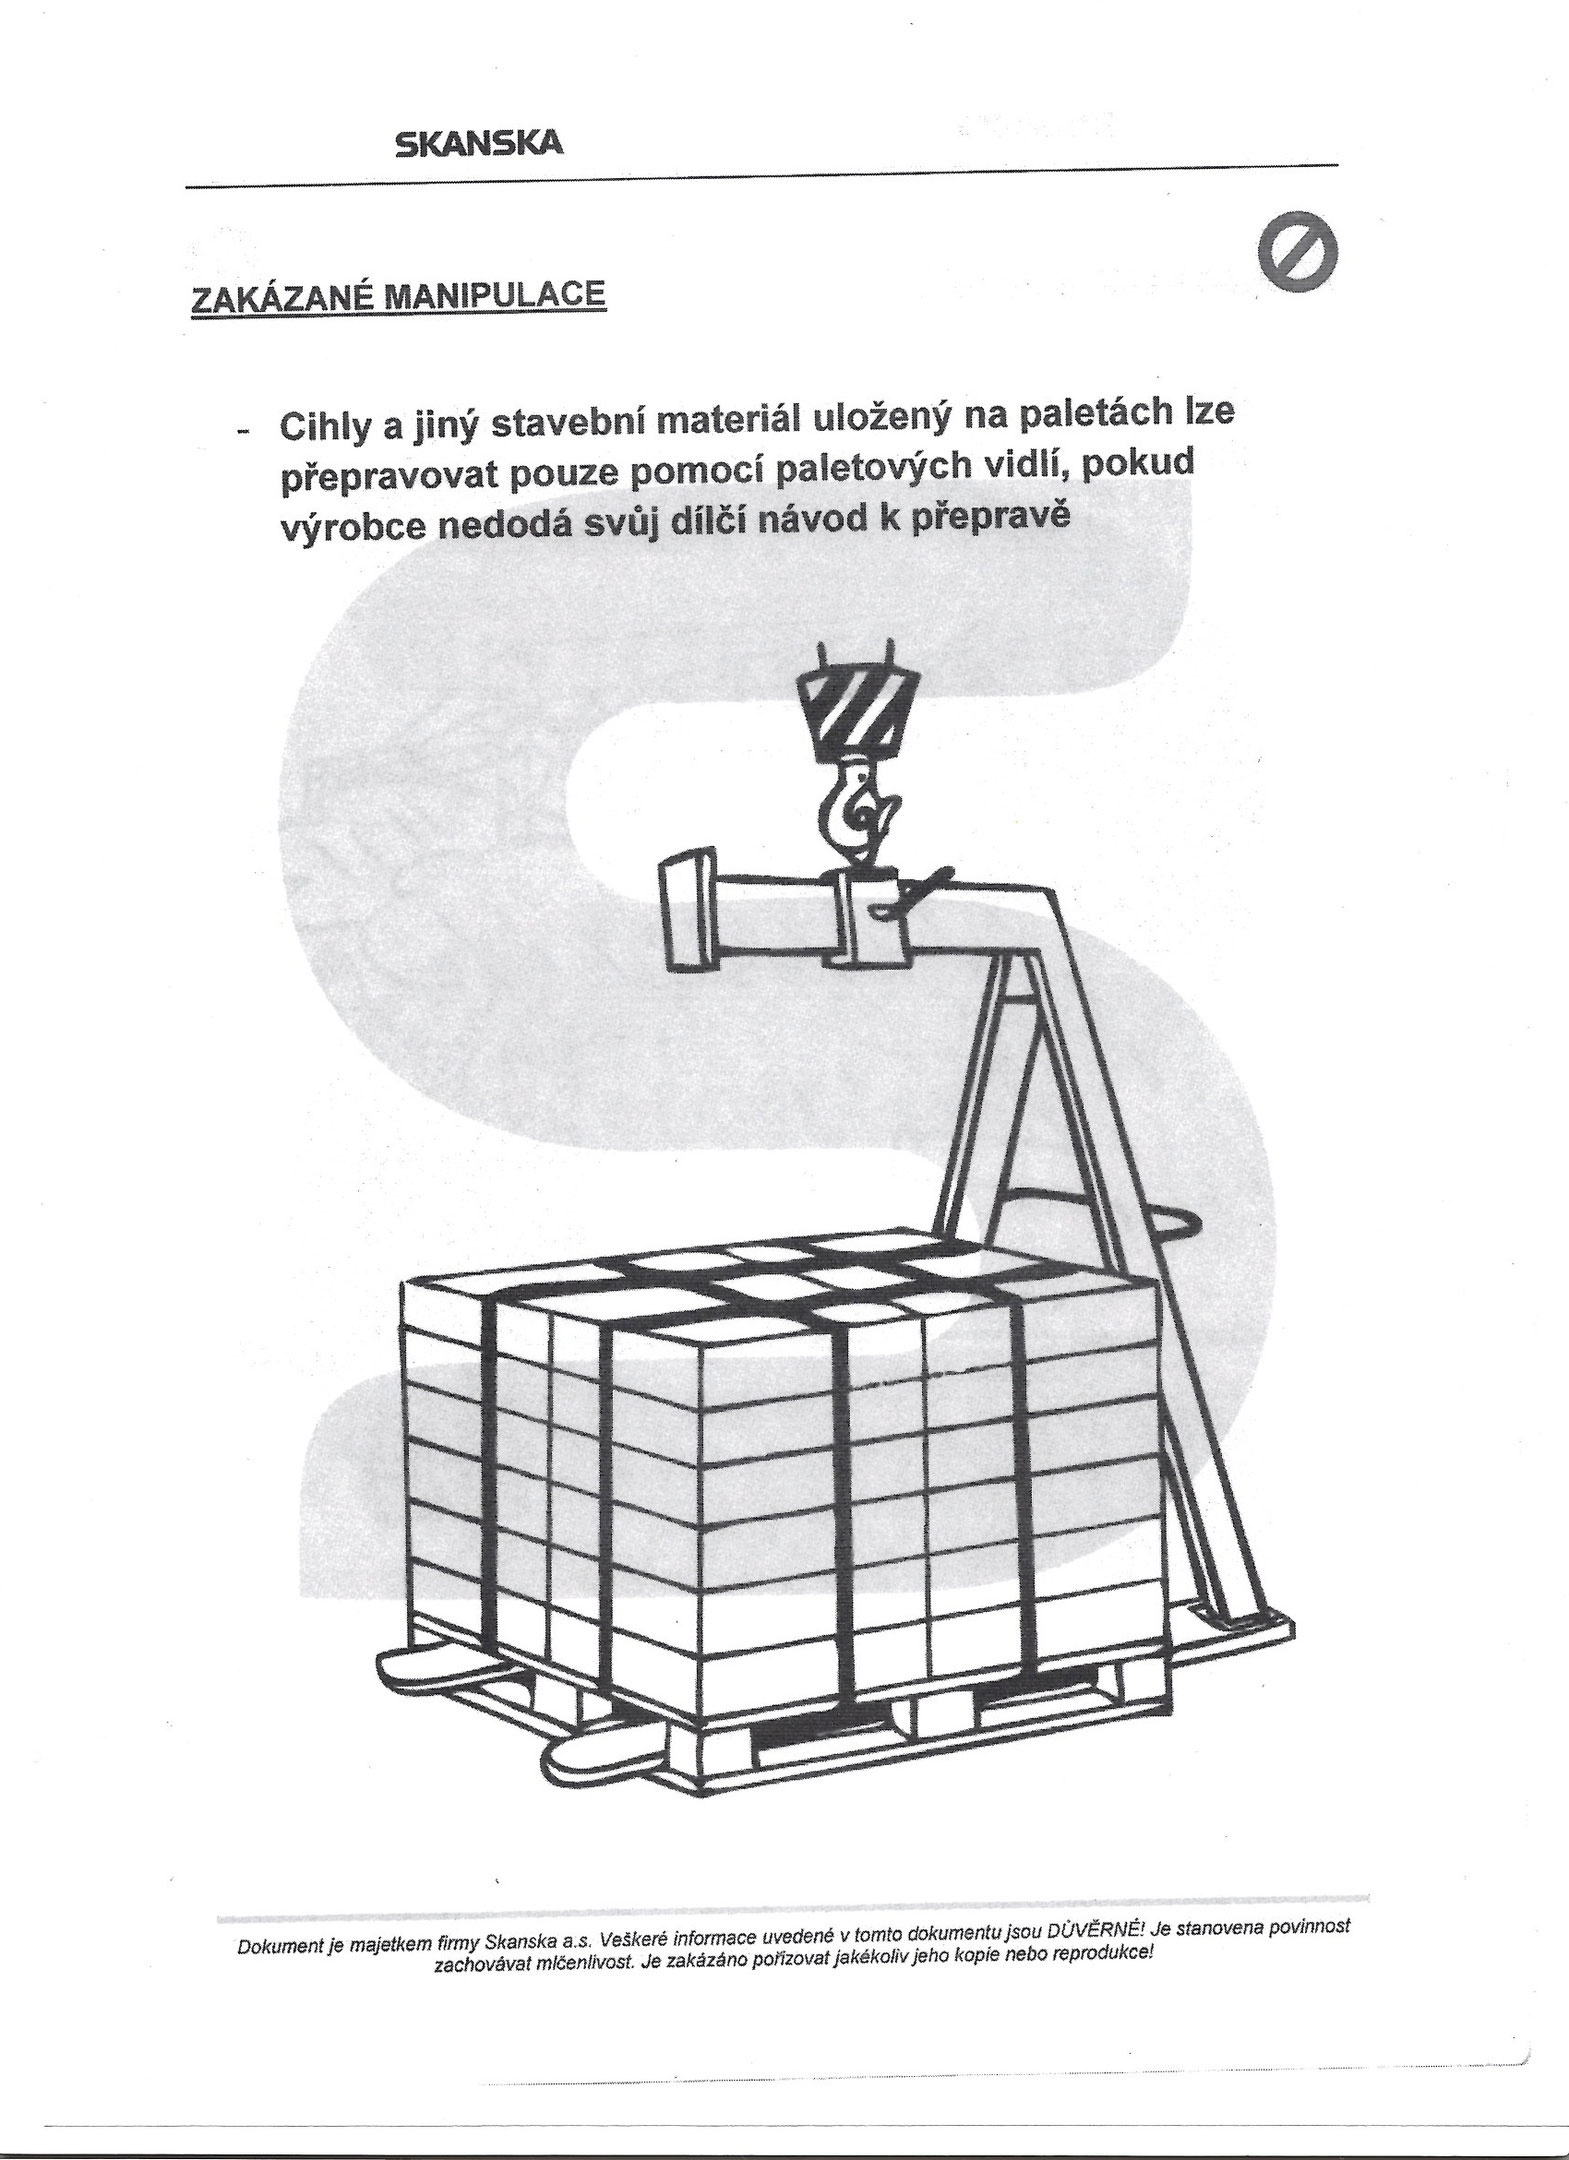 SKANSKA
ZAKÁZANÉ MANIPULACE
- Cihly a jiný stavební materiál uložený na paletách lze
přepravovat pouze pomocí paletových vidlí, pokud
výrobce nedodá svůj dílčí návod k přepravě
Dokument je majetkem firmy Skanska a.s. Veškeré informace uvedené v tomto dokumentu jsou DŮVĚRNÉ! Je stanovena povinnost
zachovávat mlčenlivost. Je zakázáno pořizovat jakékoliv jeho kopie nebo reprodukce!